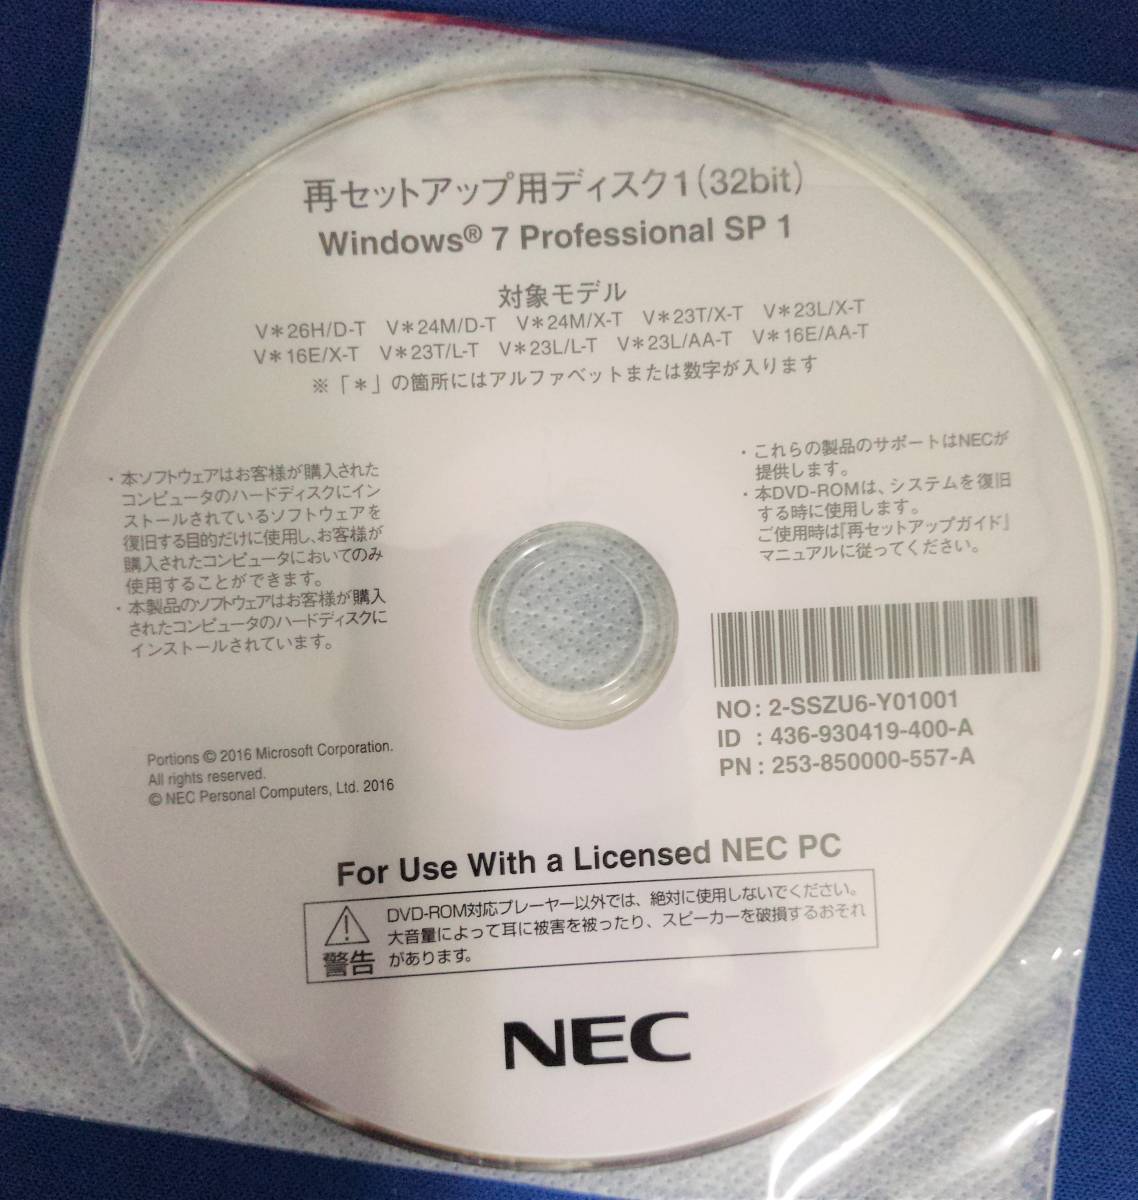 再セットアップ用ディスク1(32bit)
Windows® 7 Professional SP 1
対象モデル
V＊26H/D-T V＊24M/D-T V＊24M/X-T V＊23T/X-T V＊23L/X-T
V＊16E/X-T V＊23T/L-T V＊23L/L-T V＊23L/AA-T V＊16E/AA-T
※「＊」の箇所にはアルファベットまたは数字が入ります
・本ソフトウェアはお客様が購入された
コンピュータのハードディスクにイン
ストールされているソフトウェアを
復旧する目的だけに使用し、お客様が
購入されたコンピュータにおいてのみ
使用することができます。
・本製品のソフトウェアはお客様が購入
されたコンピュータのハードディスクに
インストールされています。
・これらの製品のサポートはNECが
提供します。
・本DVD-ROMは、システムを復旧
する時に使用します。
ご使用時は『再セットアップガイド』
マニュアルに従ってください。
NO : 2-SSZU6-Y01001
ID : 436-930419-400-A
PN : 253-850000-557-A
Portions © 2016 Microsoft Corporation.
All rights reserved.
© NEC Personal Computers, Ltd. 2016
For Use With a Licensed NEC PC
警告
DVD-ROM対応プレーヤー以外では、絶対に使用しないでください。
大音量によって耳に被害を被ったり、スピーカーを破損するおそれ
があります。
NEC